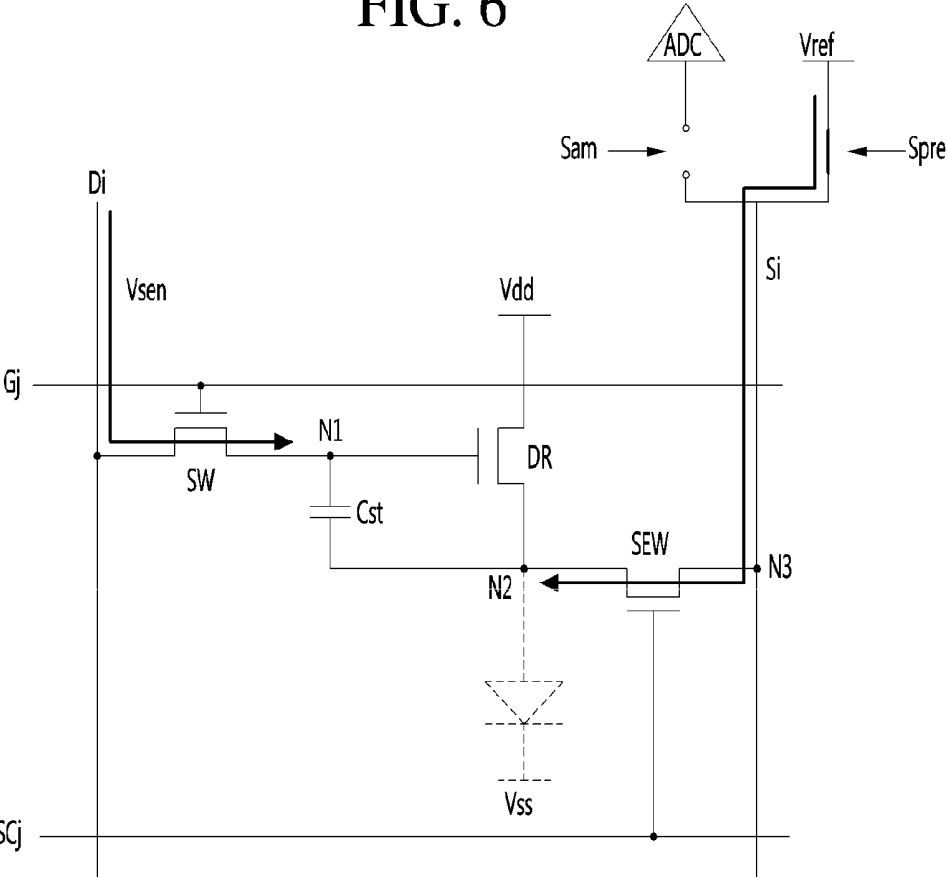 FIG. 6
ADC
Vref
Sam
Spre
Di
Si
Vsen
Vdd
Gj
N1
DR
SW
Cst
SEW
N2
N3
Vss
SCj